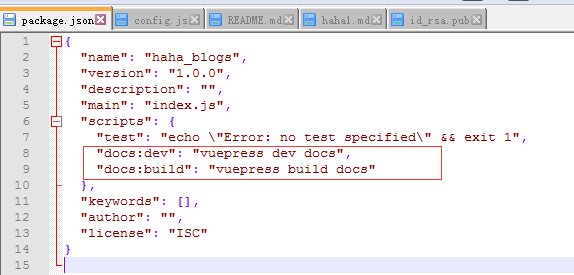 package.json config.js README.md haha1.md id_rsa.pub
1 {
2 "name": "haha_blogs",
3 "version": "1.0.0",
4 "description": "",
5 "main": "index.js",
6 "scripts": {
7 "test": "echo \"Error: no test specified\" && exit 1",
8 "docs:dev": "vuepress dev docs",
9 "docs:build": "vuepress build docs"
10 },
11 "keywords": [],
12 "author": "",
13 "license": "ISC"
14 }
15